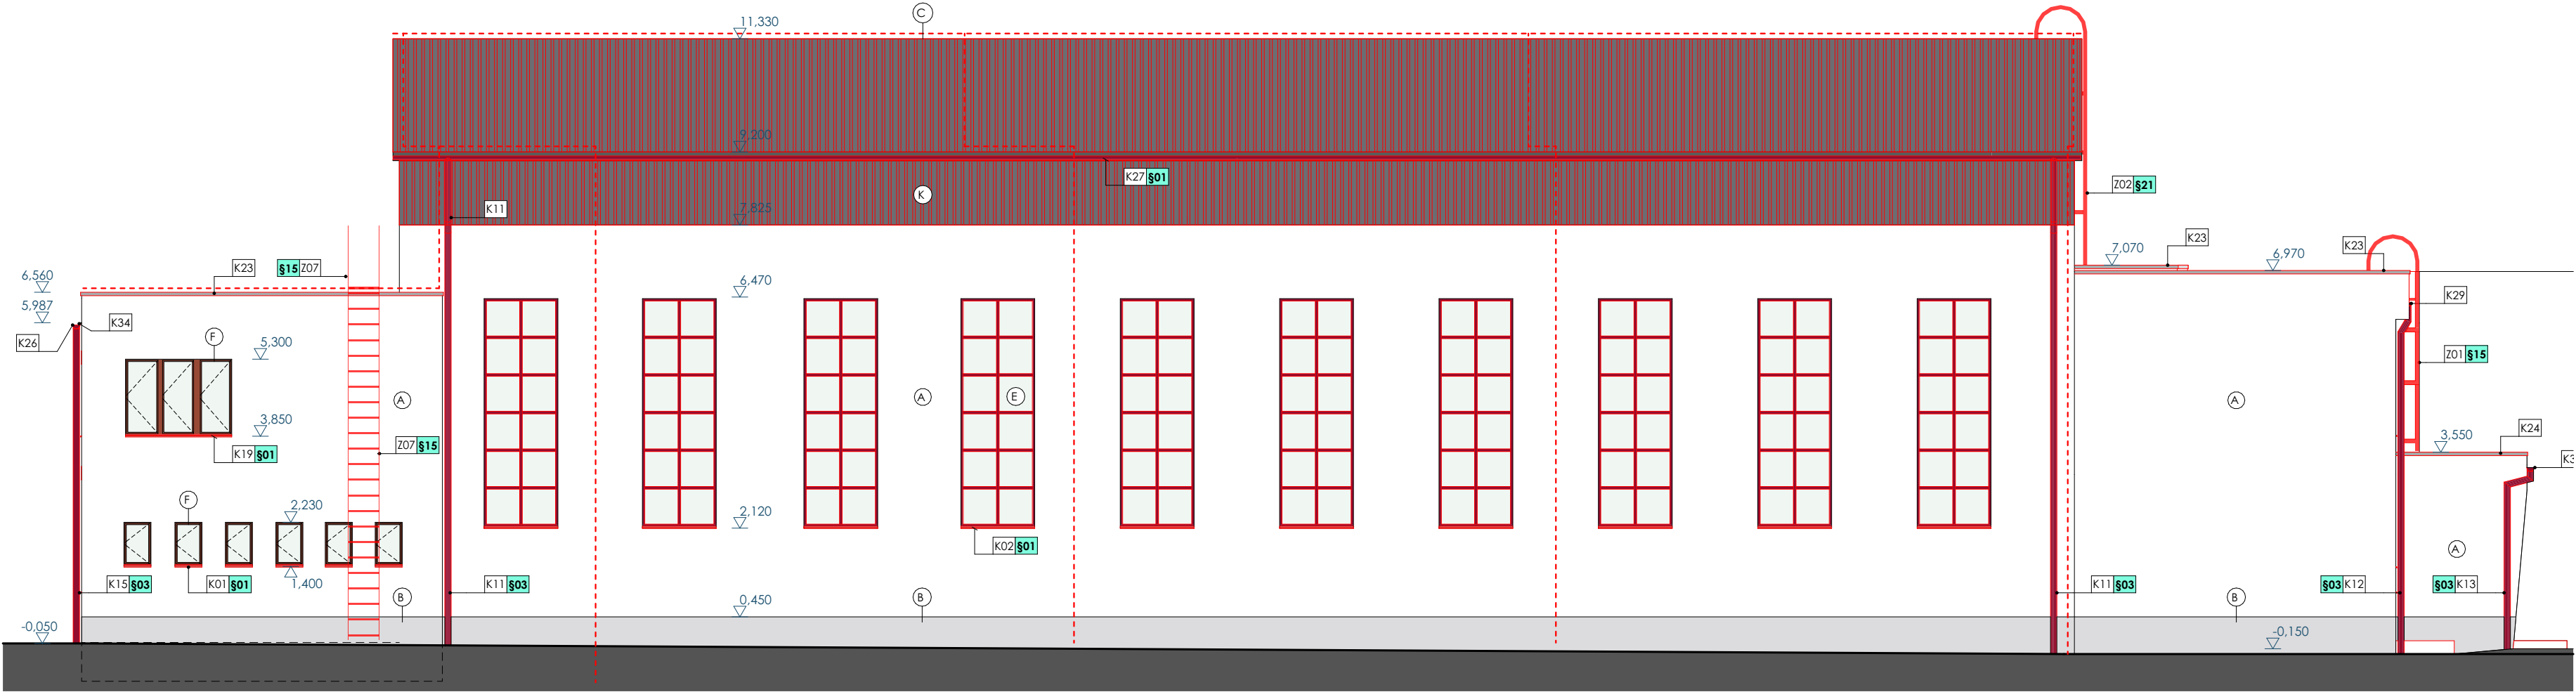 C
11,330
9,200
K27 §01
K
7,825
K11
Z02 §21
K23
7,070
6,970
K23
6,560
K23
§15 Z07
5,987
K34
K26
6,470
K29
F
5,300
Z01 §15
A
A
E
A
3,850
K19 §01
Z07 §15
3,550
K24
F
2,230
2,120
K02 §01
A
K15 §03
K01 §01
1,400
K11 §03
K11 §03
§03 K12
§03 K13
B
0,450
B
B
-0,050
-0,150